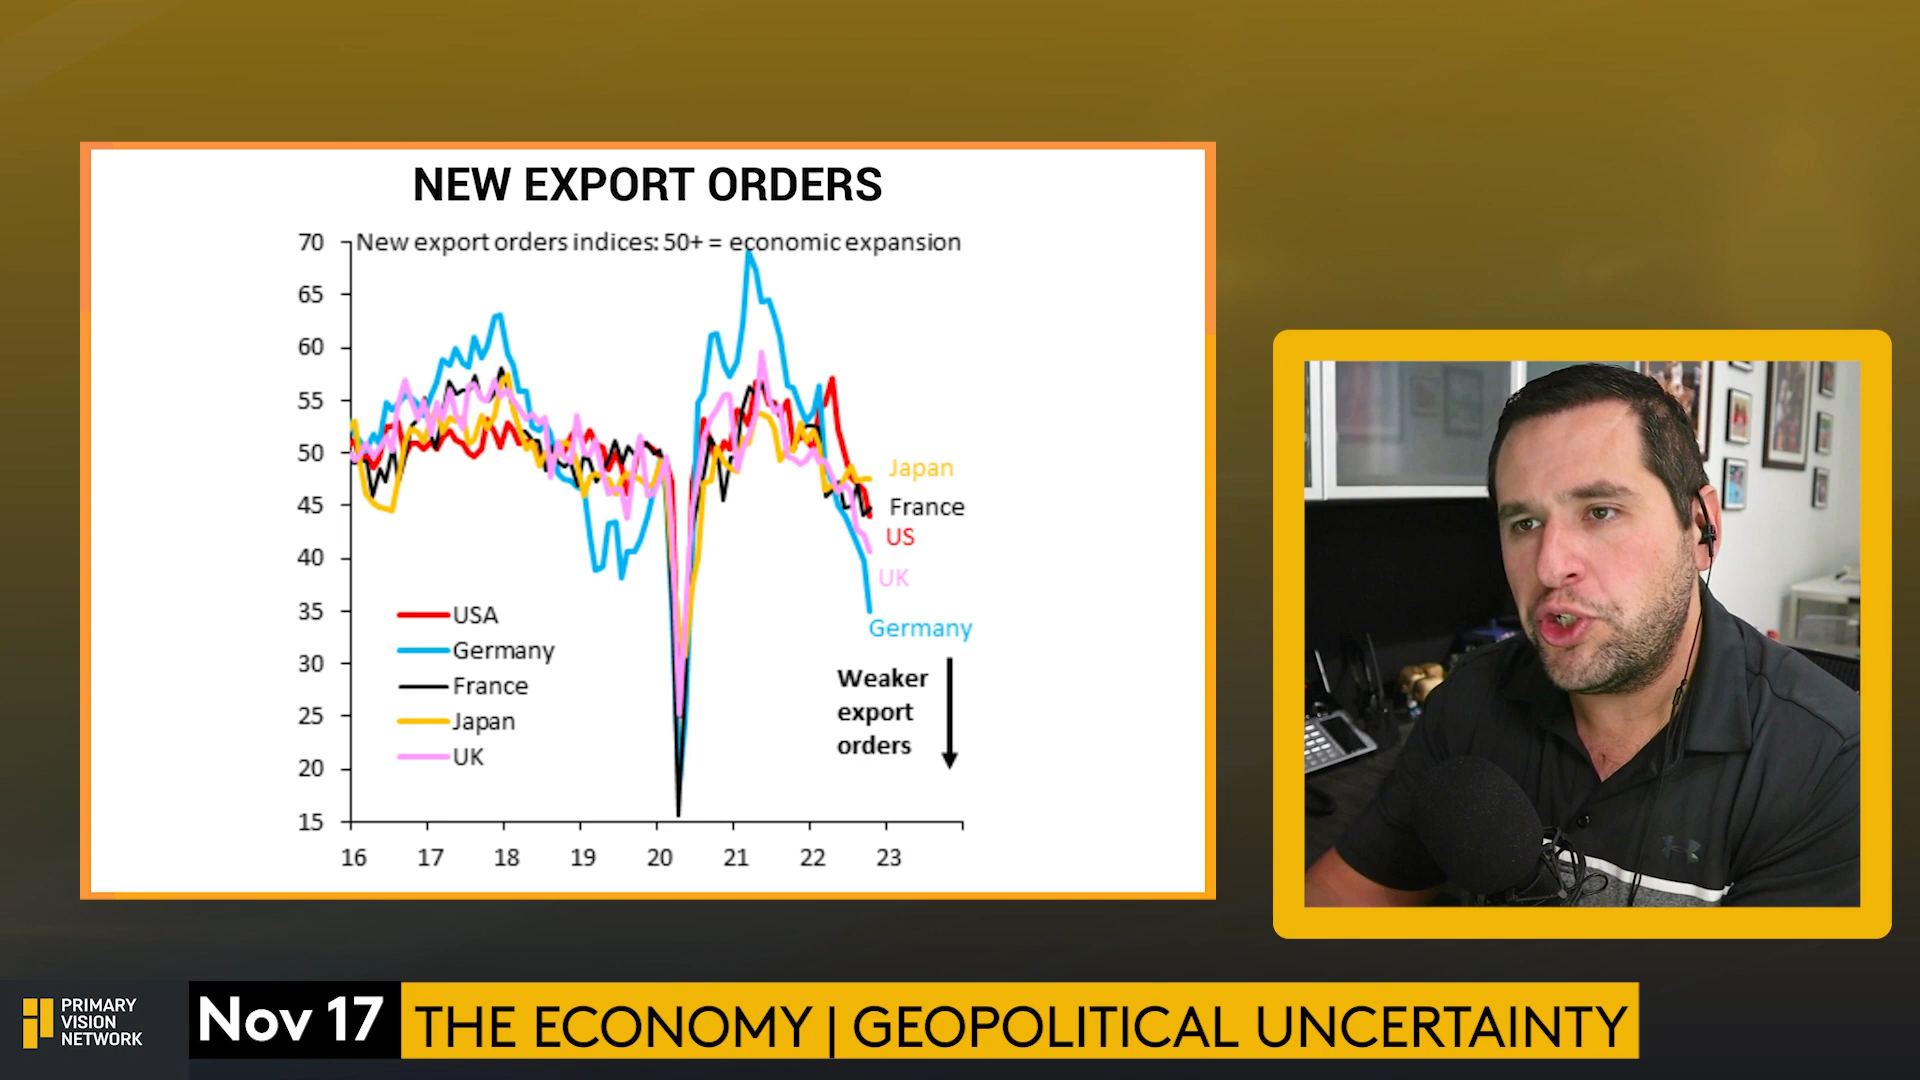 NEW EXPORT ORDERS
New export orders indices: 50+ = economic expansion
70
65
60
55
50
45
40
35
30
25
20
15
16 17 18 19 20 21 22 23
Japan
France
US
UK
Germany
USA
Germany
France
Japan
UK
Weaker
export
orders
PRIMARY
VISION
NETWORK
Nov 17
THE ECONOMY | GEOPOLITICAL UNCERTAINTY